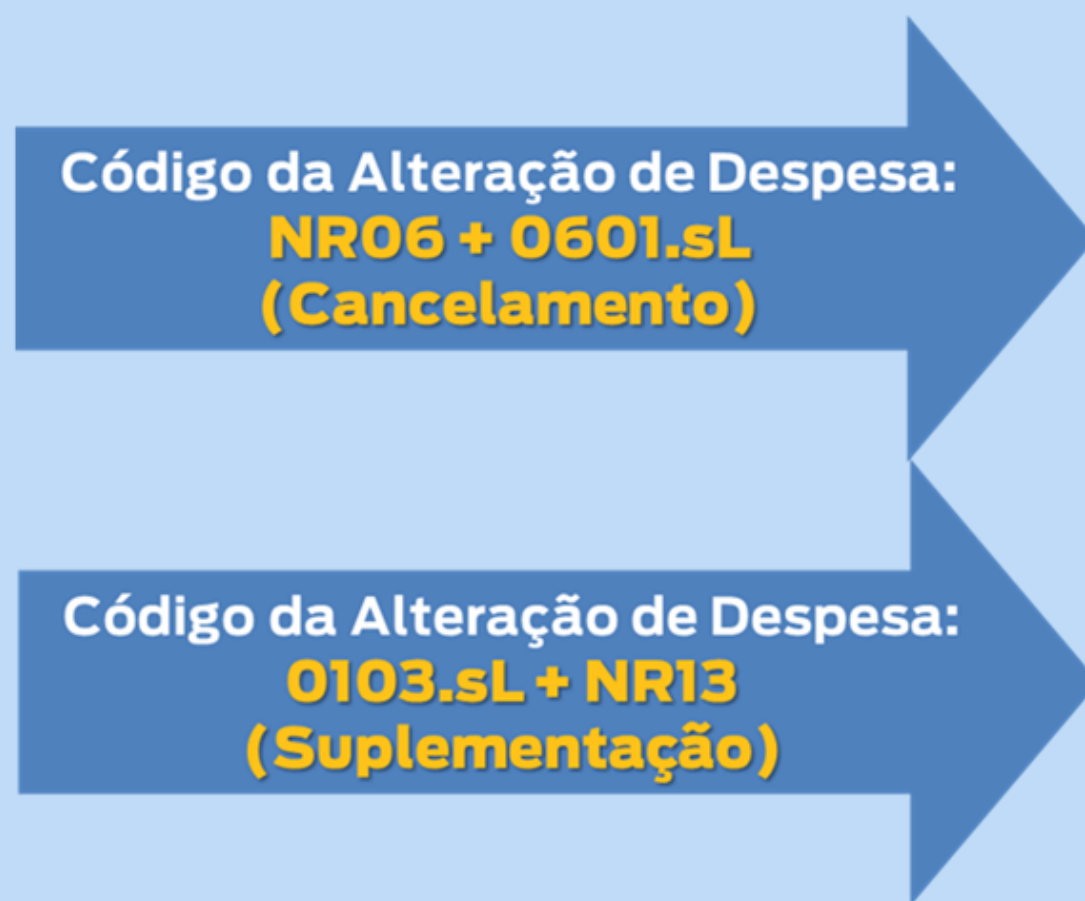 Código da Alteração de Despesa:
NR06 + 0601.sL
(Cancelamento)
Código da Alteração de Despesa:
0103.sL + NR13
(Suplementação)